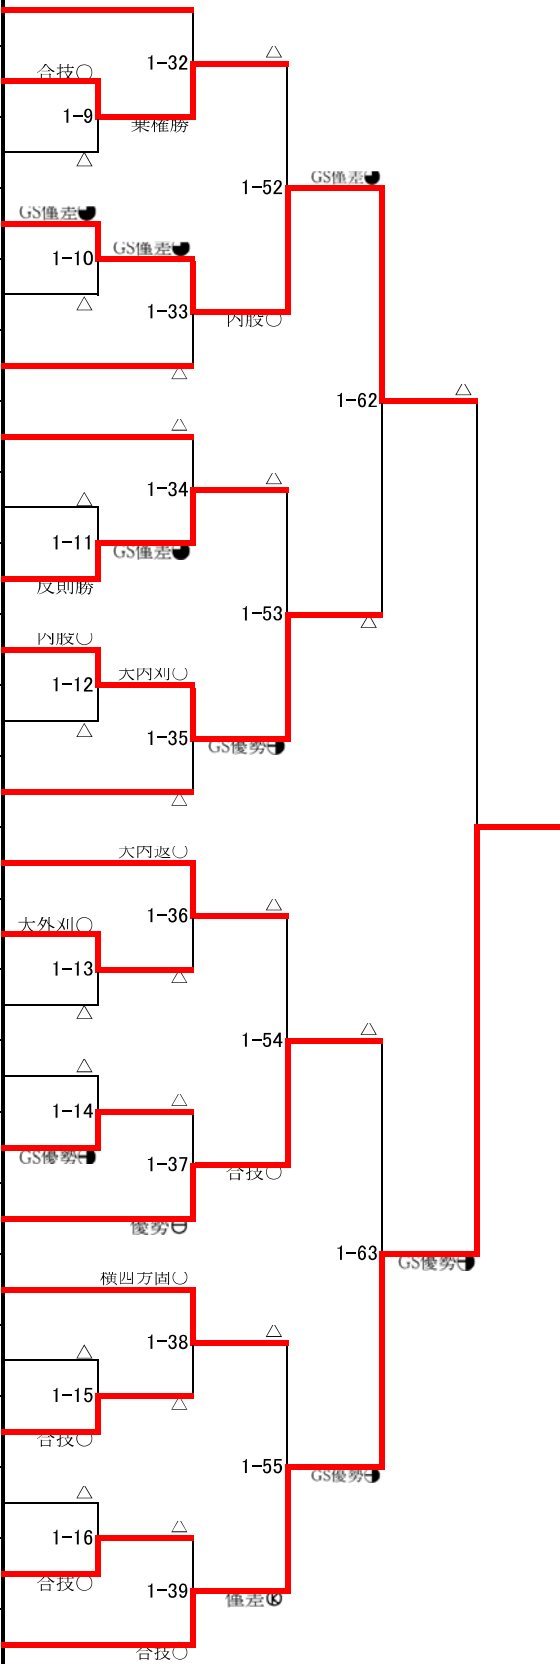 △
1-32
合技○
1-9
棄権勝
△
GS僅差
1-52
GS僅差
1-10
GS僅差
△
1-33
内股○
△
1-62
△
△
1-34
△
△
1-11
GS僅差
反則勝
1-53
△
内股○
大内刈○
1-12
△
1-35
GS優勢
△
大内返○
1-36
△
大外刈○
1-13
△
△
1-54
△
△
1-14
△
GS優勢
1-37
合技○
優勢
1-63
GS優勢
横四方固○
1-38
△
△
1-15
△
合技○
1-55
GS優勢
△
1-16
△
合技○
1-39
僅差
合技○